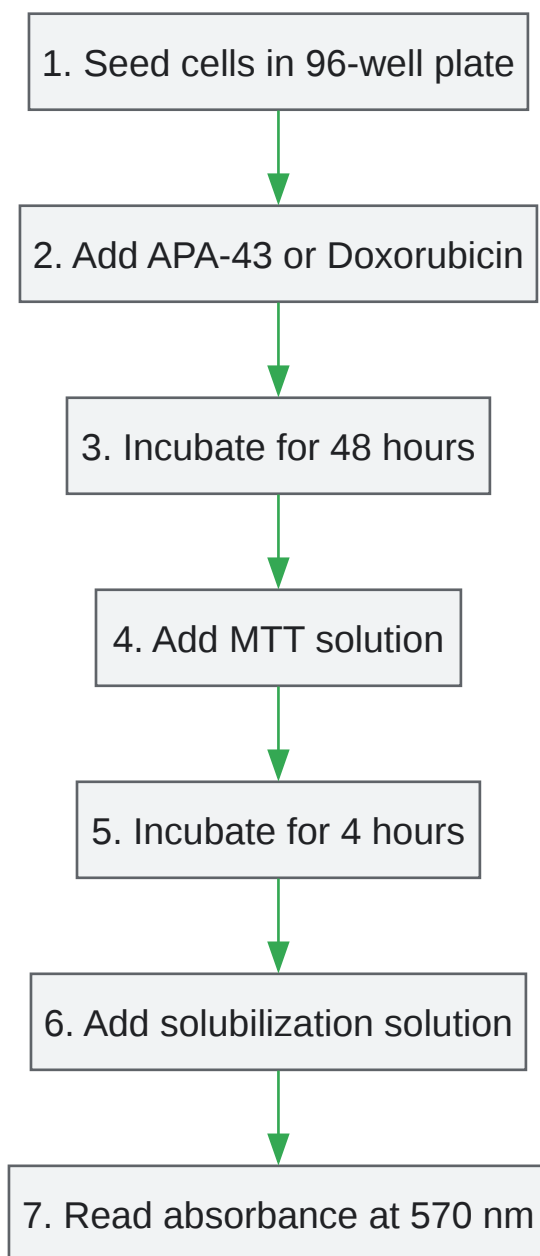 1. Seed cells in 96-well plate
2. Add APA-43 or Doxorubicin
3. Incubate for 48 hours
4. Add MTT solution
5. Incubate for 4 hours
6. Add solubilization solution
7. Read absorbance at 570 nm